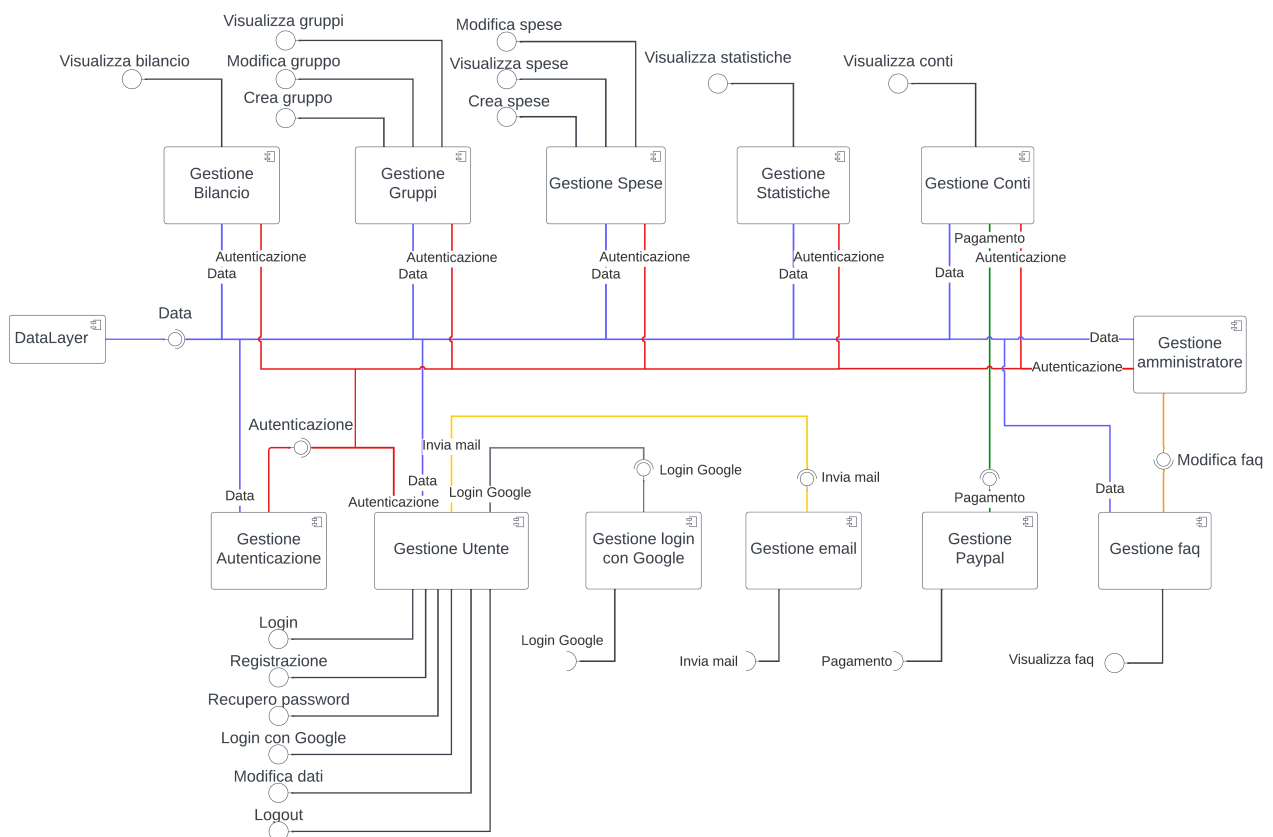 Visualizza gruppi
Modifica spese
Visualizza bilancio
Modifica gruppo
Visualizza spese
Visualizza statistiche
Visualizza conti
Crea gruppo
Crea spese
Gestione
Bilancio
Gestione
Gruppi
Gestione Spese
Gestione
Statistiche
Gestione Conti
Pagamento
Autenticazione
Autenticazione
Autenticazione
Autenticazione
Autenticazione
Data
Data
Data
Data
Data
Data
DataLayer
Data
Gestione
amministratore
Autenticazione
Autenticazione
Invia mail
Login Google
Invia mail
Modifica faq
Data
Data
Login Google
Data
Autenticazione
Pagamento
Gestione
Autenticazione
Gestione Utente
Gestione login
con Google
Gestione email
Gestione
Paypal
Gestione faq
Login
Login Google
Registrazione
Invia mail
Pagamento
Visualizza faq
Recupero password
Login con Google
Modifica dati
Logout